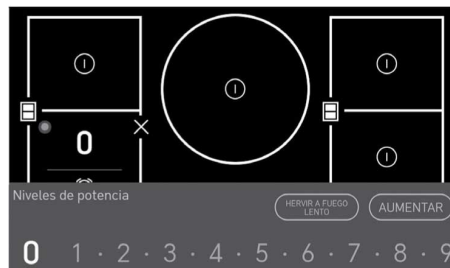 0
Niveles de potencia
HERVIR A FUEGO
LENTO
AUMENTAR
0 1 · 2 · 3 · 4 · 5 · 6 · 7 · 8 · 9